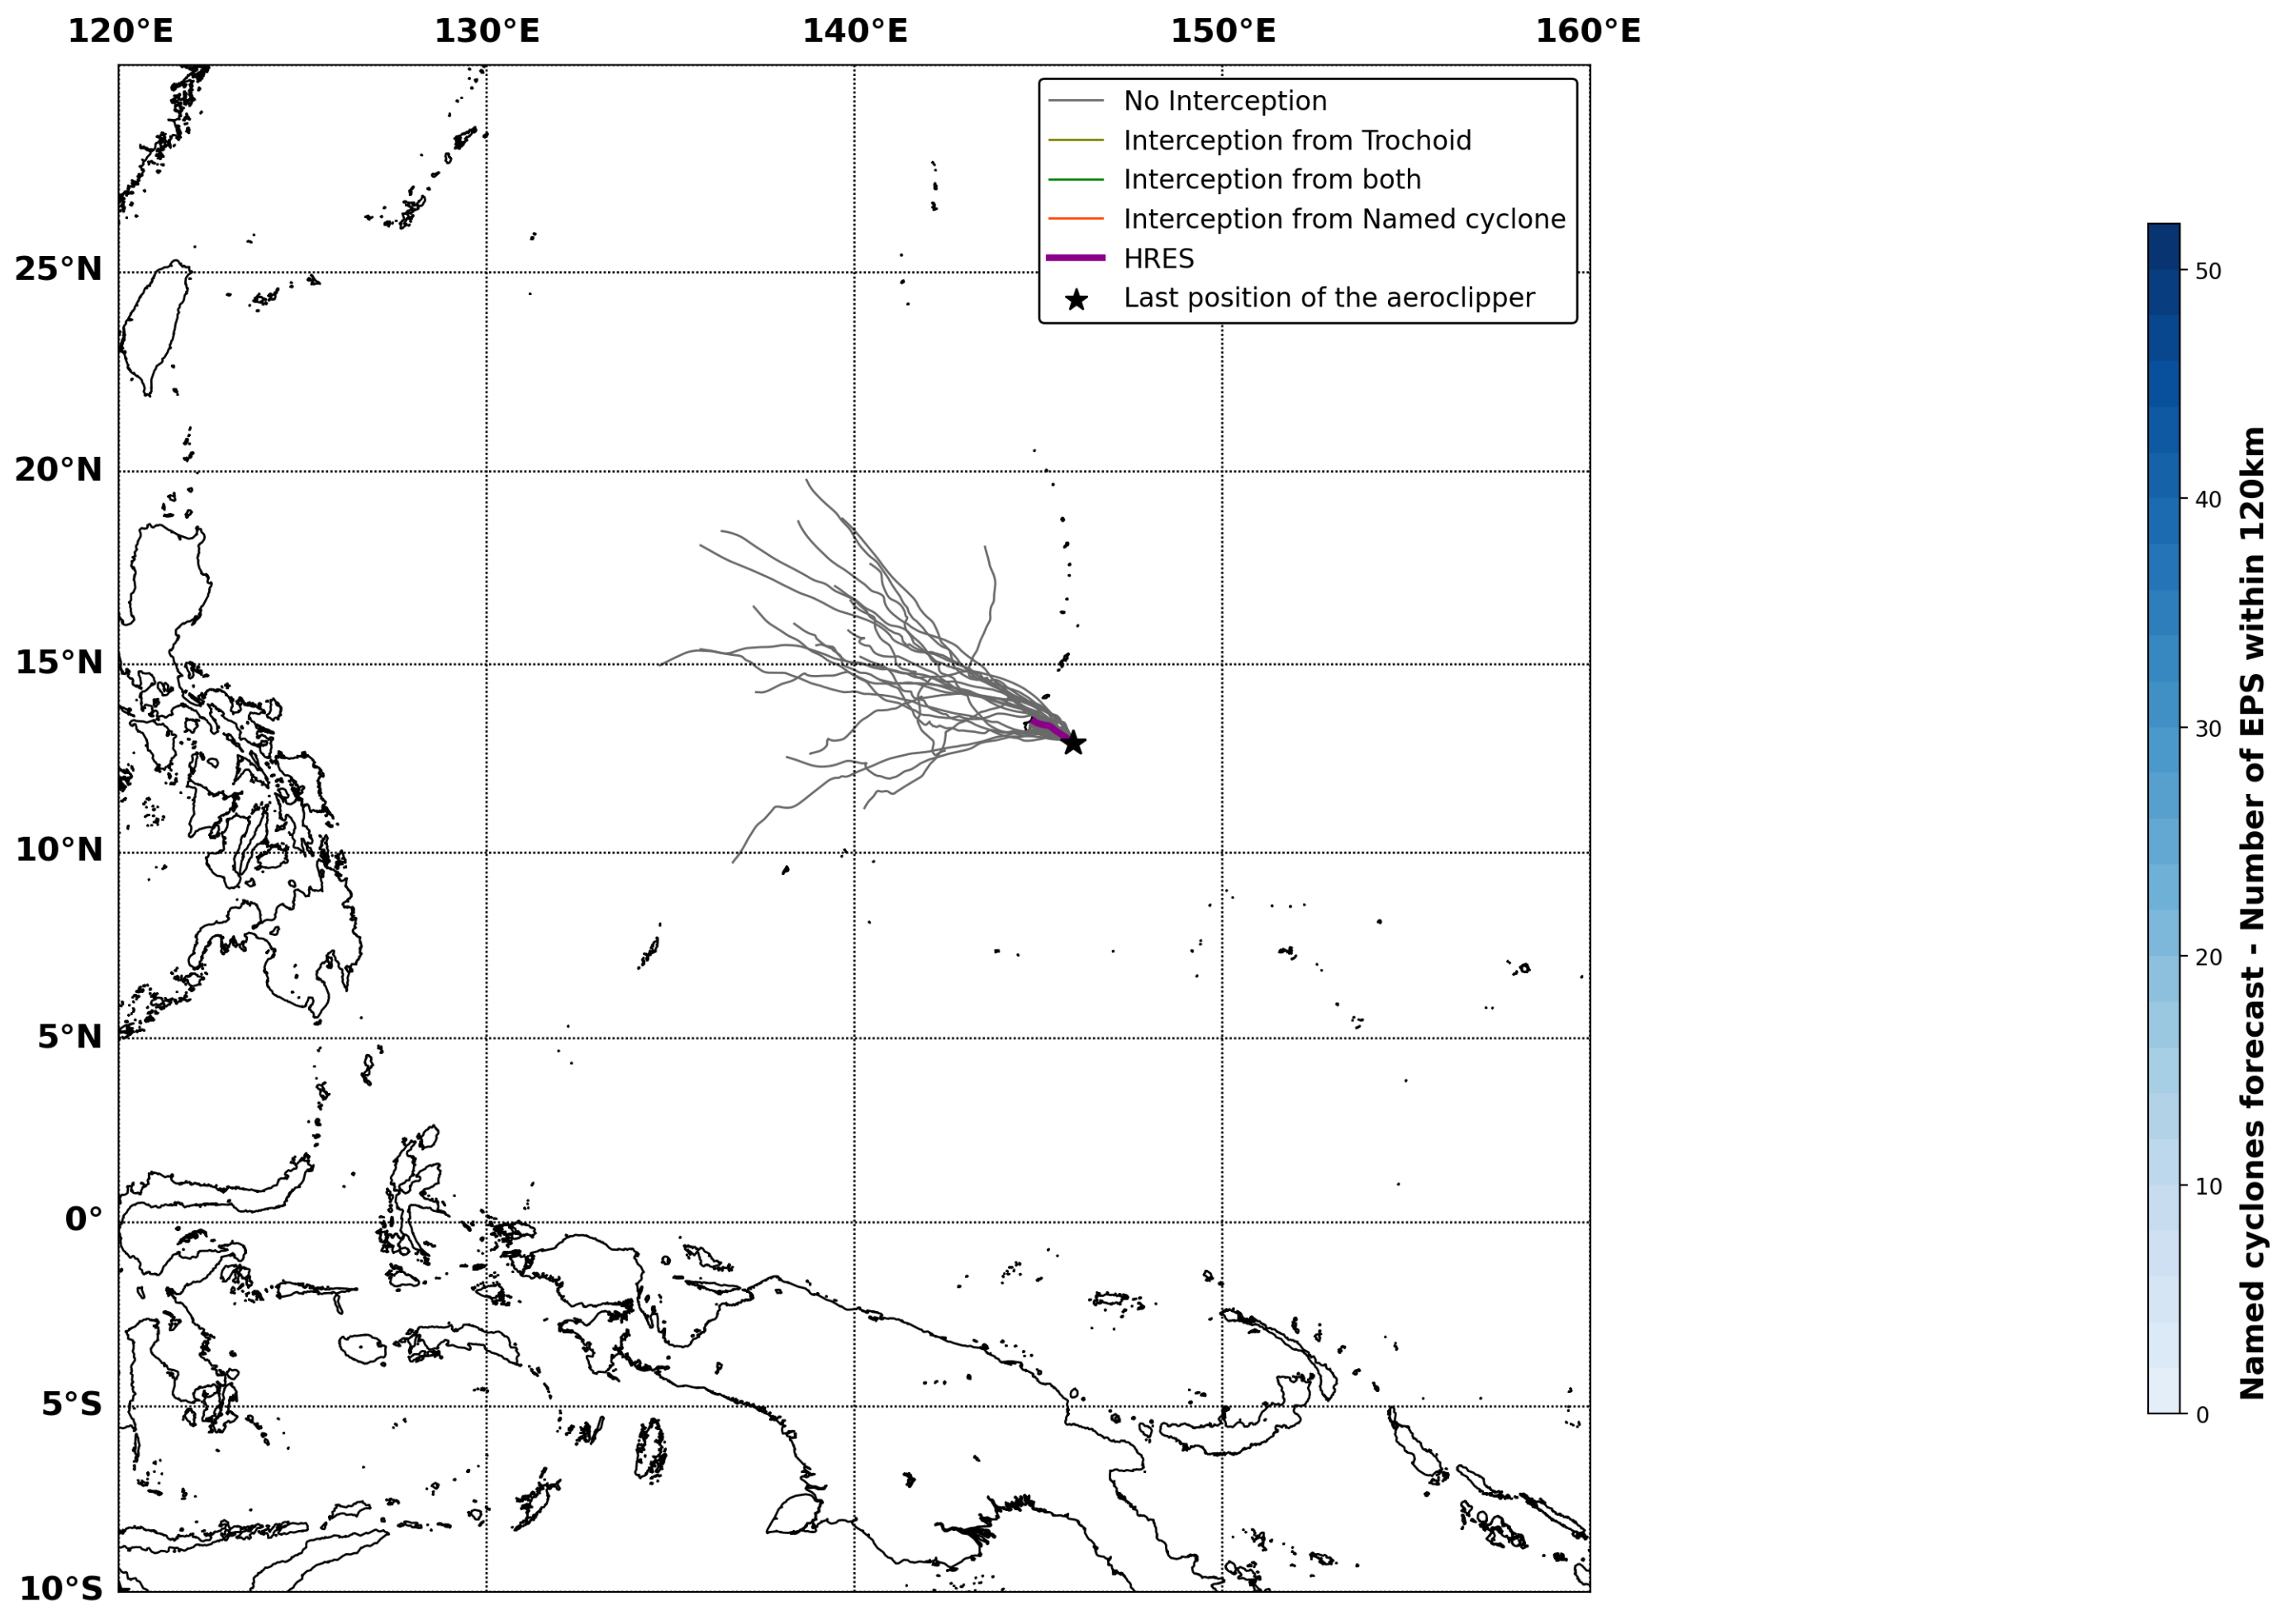 120°E 130°E 140°E 150°E 160°E
No Interception
Interception from Trochoid
Interception from both
Interception from Named cyclone
HRES
Last position of the aeroclipper
25°N
20°N
15°N
10°N
5°N
0°
5°S
10°S
50
40
30
20
10
0
Named cyclones forecast - Number of EPS within 120km